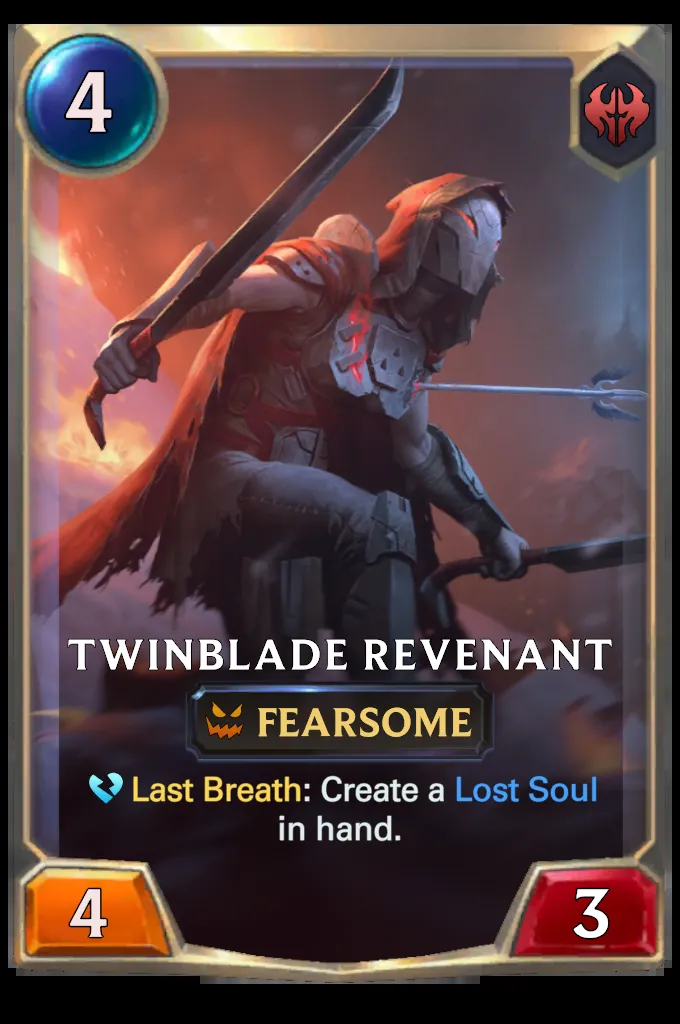 4
TWINBLADE REVENANT
FEARSOME
Last Breath: Create a Lost Soul
in hand.
4
3